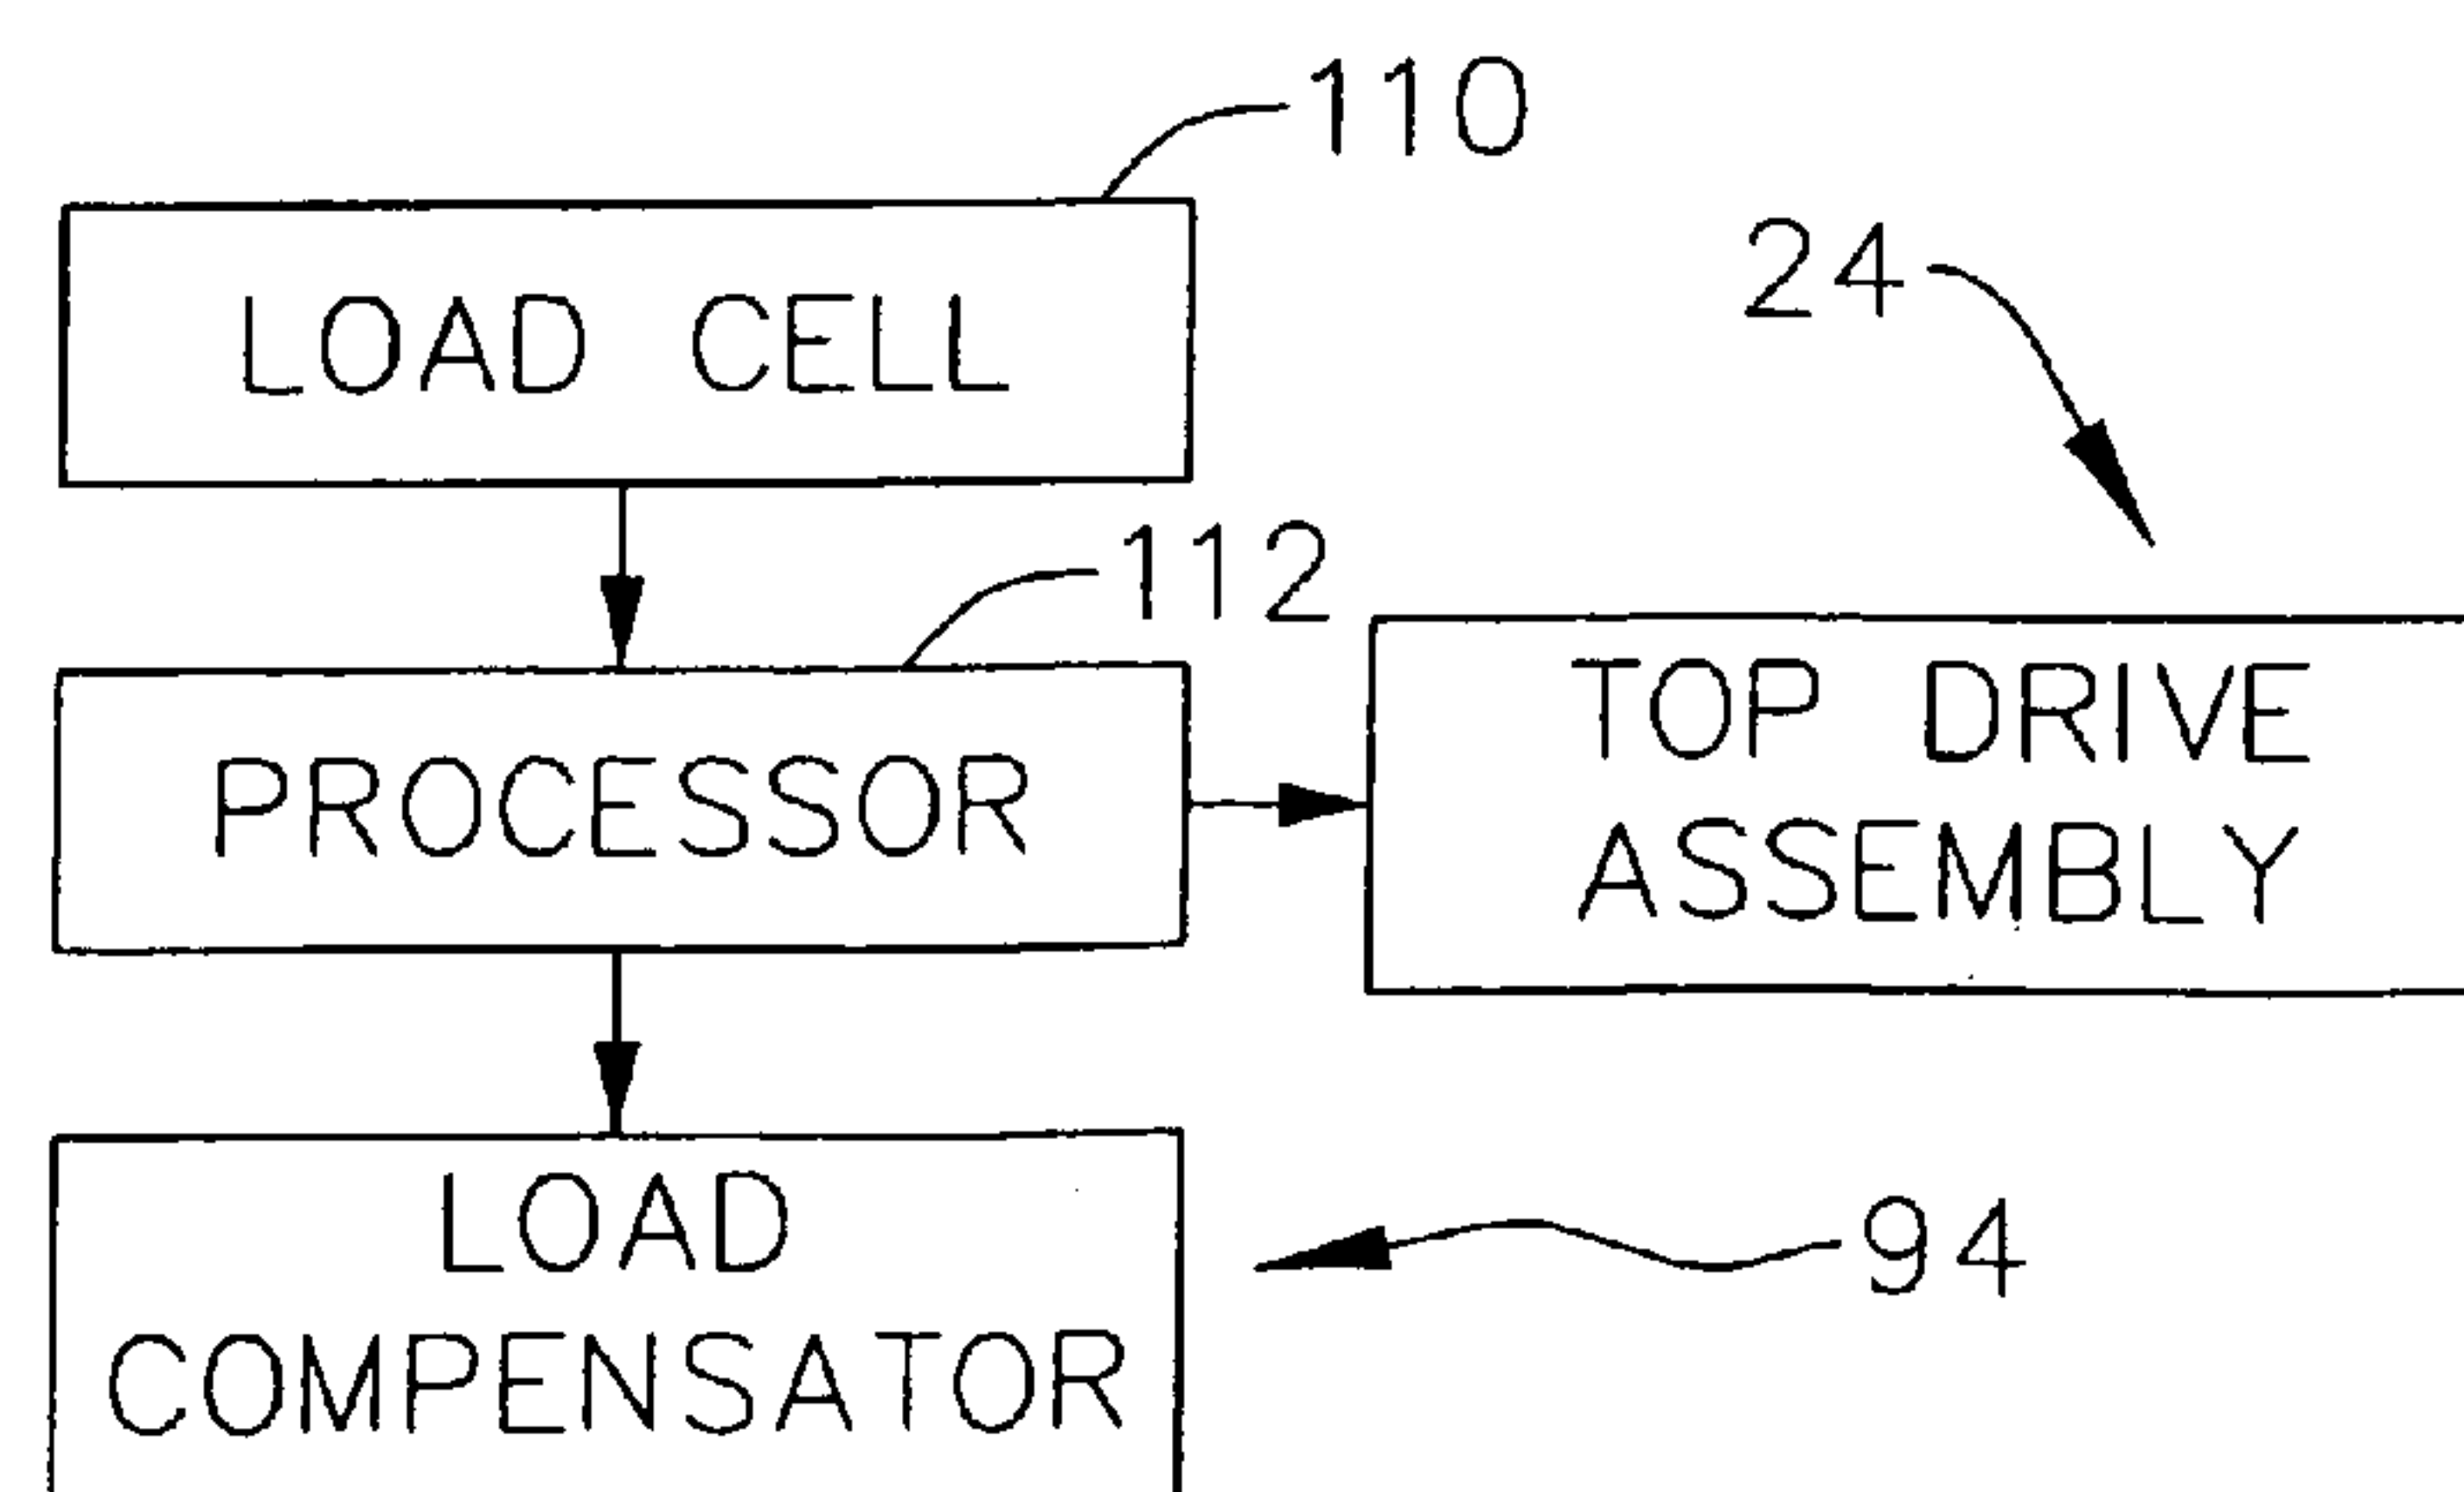 110
LOAD CELL
24
112
PROCESSOR
TOP DRIVE
ASSEMBLY
LOAD
COMPENSATOR
94